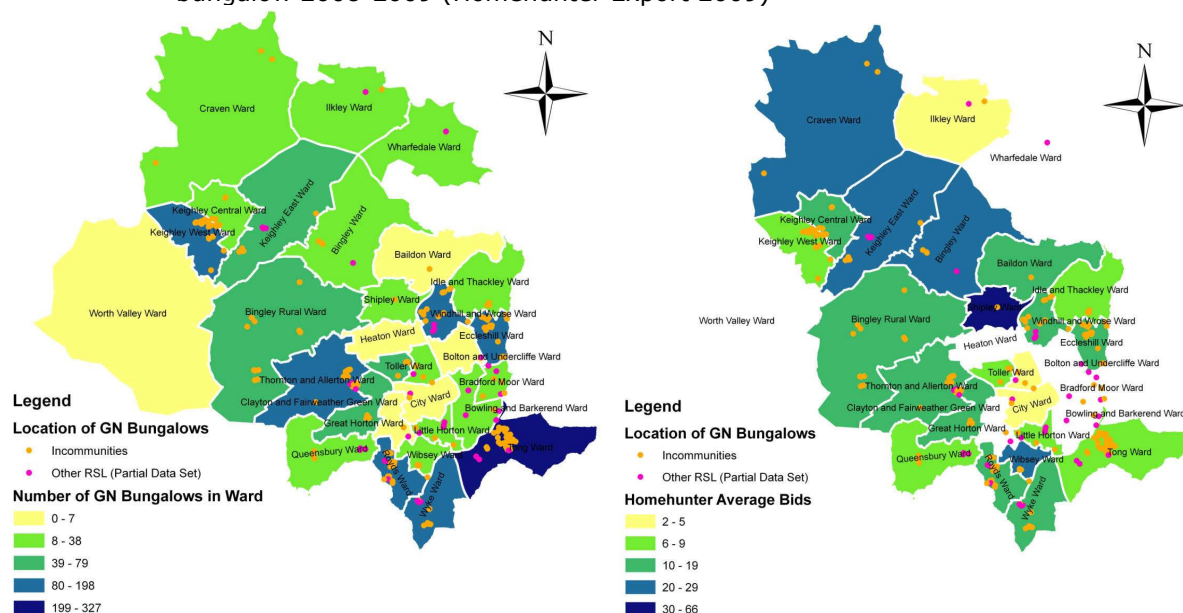 bungalow 2008-2009 (Homehunter Export 2009)
N
Craven Ward
Ilkley Ward
Wharfedale Ward
Keighley Central Ward
Keighley East Ward
Keighley West Ward
Bingley Ward
Baildon Ward
Worth Valley Ward
Shipley Ward
Idle and Thackley Ward
Bingley Rural Ward
Windhill and Wrose Ward
Heaton Ward
Eccleshill Ward
Bolton and Undercliffe Ward
Toller Ward
Thornton and Allerton Ward
Bradford Moor Ward
City Ward
Clayton and Fairweather Green Ward
Bowling and Barkerend Ward
Great Horton Ward
Little Horton Ward
Tong Ward
Queensbury Ward
Wibsey Ward
Royds Ward
Wyke Ward
Legend
Location of GN Bungalows
Incommunities
Other RSL (Partial Data Set)
Number of GN Bungalows in Ward
0 - 7
8 - 38
39 - 79
80 - 198
199 - 327
N
Craven Ward
Ilkley Ward
Wharfedale Ward
Keighley Central Ward
Keighley East Ward
Keighley West Ward
Bingley Ward
Baildon Ward
Idle and Thackley Ward
Shipley Ward
Worth Valley Ward
Bingley Rural Ward
Windhill and Wrose Ward
Heaton Ward
Eccleshill Ward
Bolton and Undercliffe Ward
Toller Ward
Thornton and Allerton Ward
Bradford Moor Ward
City Ward
Clayton and Fairweather Green Ward
Bowling and Barkerend Ward
Great Horton Ward
Little Horton Ward
Tong Ward
Queensbury Ward
Wibsey Ward
Royds Ward
Wyke Ward
Legend
Location of GN Bungalows
Incommunities
Other RSL (Partial Data Set)
Homehunter Average Bids
2 - 5
6 - 9
10 - 19
20 - 29
30 - 66